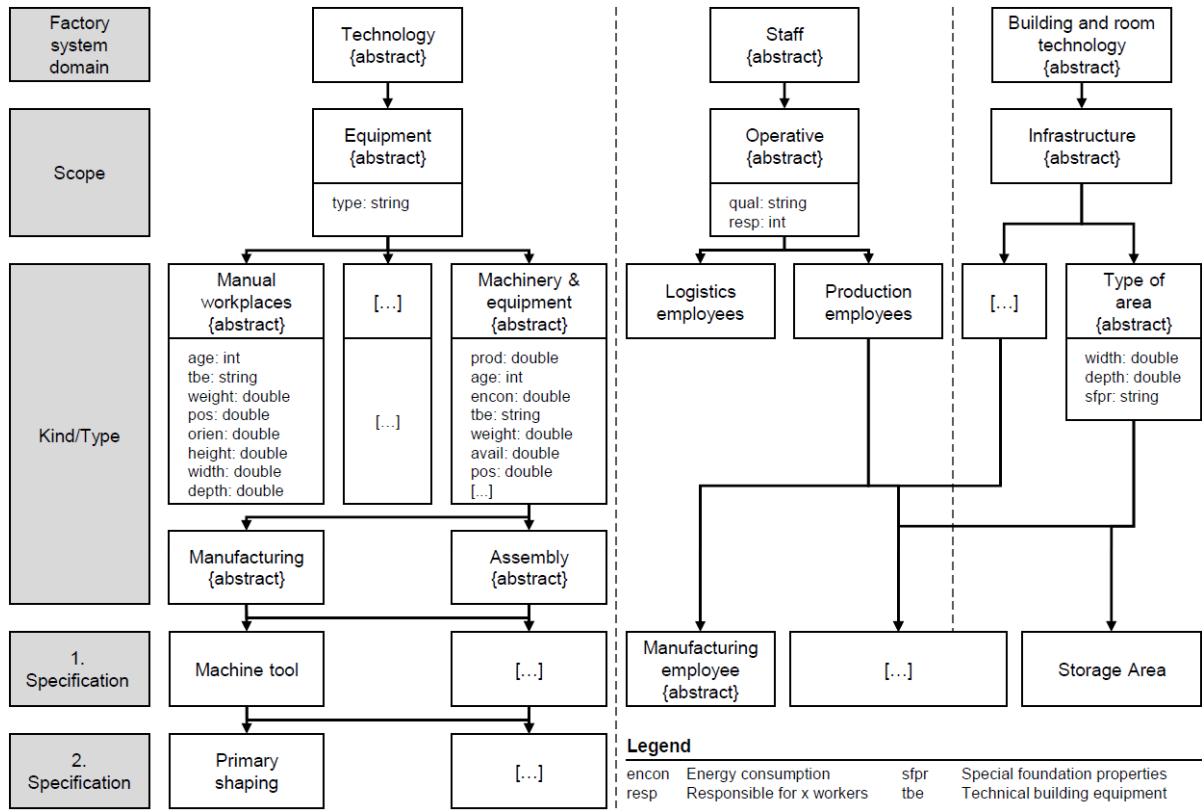 Factory
system
domain
Technology
{abstract}
Staff
{abstract}
Building and room
technology
{abstract}
Scope
Equipment
{abstract}
type: string
Operative
{abstract}
qual: string
resp: int
Infrastructure
{abstract}
Kind/Type
Manual
workplaces
{abstract}
age: int
tbe: string
weight: double
pos: double
orien: double
height: double
width: double
depth: double
[...]
[...]
Machinery &
equipment
{abstract}
prod: double
age: int
encon: double
tbe: string
weight: double
avail: double
pos: double
[...]
Logistics
employees
Production
employees
[...]
Type of
area
{abstract}
width: double
depth: double
sfpr: string
Manufacturing
{abstract}
Assembly
{abstract}
1.
Specification
Machine tool
[...]
Manufacturing
employee
{abstract}
[...]
Storage Area
2.
Specification
Primary
shaping
[...]
Legend
encon Energy consumption sfpr Special foundation properties
resp Responsible for x workers tbe Technical building equipment